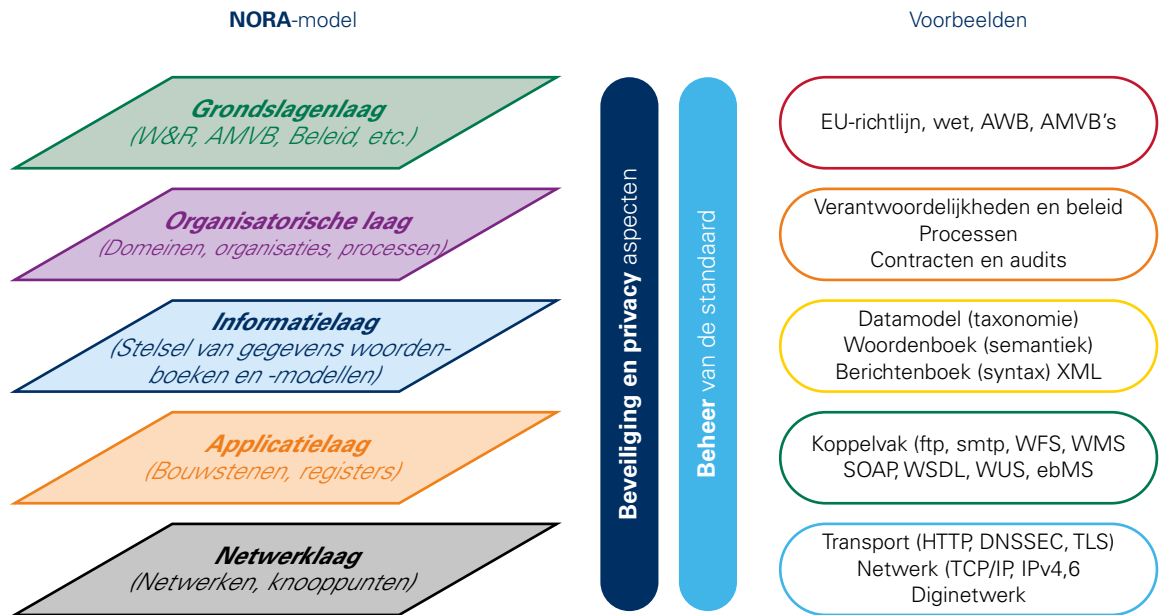 NORA-model
Voorbeelden
Grondslagenlaag
(W&R, AMVB, Beleid, etc.)
Organisatorische laag
(Domeinen, organisaties, processen)
Informatielaag
(Stelsel van gegevens woorden-
boeken en -modellen)
Applicatielaag
(Bouwstenen, registers)
Netwerklaag
(Netwerken, knooppunten)
Beveiliging en privacy aspecten
Beheer van de standaard
EU-richtlijn, wet, AWB, AMVB's
Verantwoordelijkheden en beleid
Processen
Contracten en audits
Datamodel (taxonomie)
Woordenboek (semantiek)
Berichtenboek (syntax) XML
Koppelvak (ftp, smtp, WFS, WMS
SOAP, WSDL, WUS, ebMS
Transport (HTTP, DNSSEC, TLS)
Netwerk (TCP/IP, IPv4,6
Diginetwerk